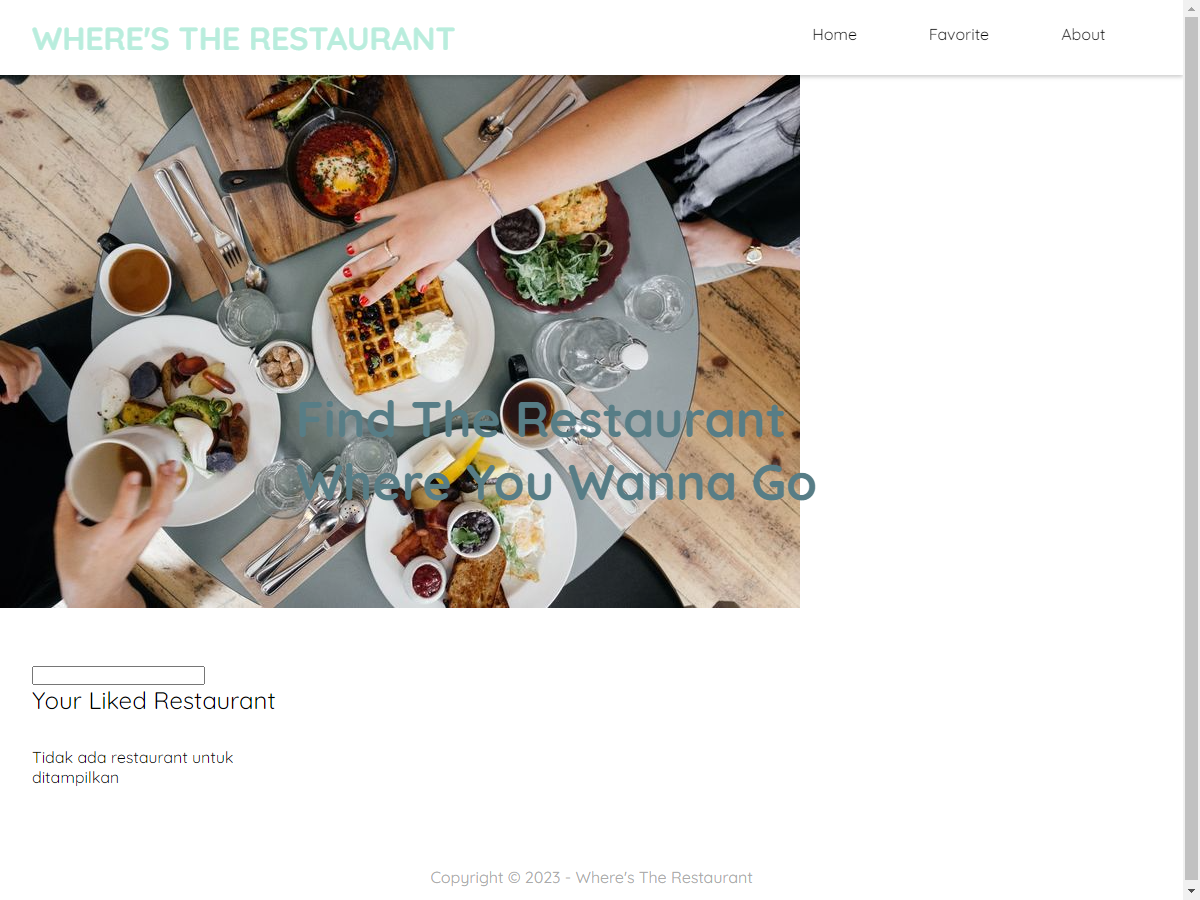 WHERE'S THE RESTAURANT
Home
Favorite
About
Find The Restaurant
Where You Wanna Go
Your Liked Restaurant
Tidak ada restaurant untuk
ditampilkan
Copyright © 2023 - Where's The Restaurant